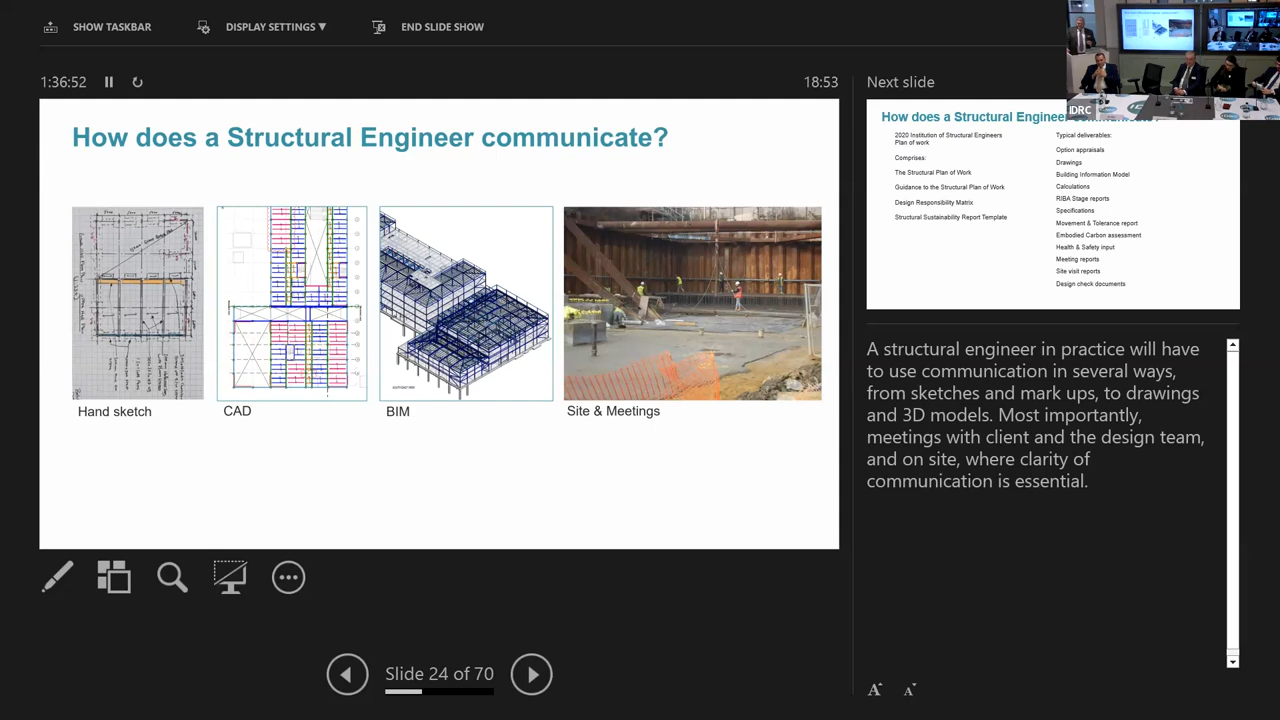 SHOW TASKBAR
DISPLAY SETTINGS ▼
END SLIDE SHOW
1:36:52
18:53
How does a Structural Engineer communicate?
Hand sketch
CAD
BIM
Site & Meetings
Slide 24 of 70
Next slide
IDRC
How does a Structural Engineer
2020 Institution of Structural Engineers
Plan of work
Comprises:
The Structural Plan of Work
Guidance to the Structural Plan of Work
Design Responsibility Matrix
Structural Sustainability Report Template
Typical deliverables:
Option appraisals
Drawings
Building Information Model
Calculations
RIBA Stage reports
Specifications
Movement & Tolerance report
Embodied Carbon assessment
Health & Safety input
Meeting reports
Site visit reports
Design check documents
A structural engineer in practice will have
to use communication in several ways,
from sketches and mark ups, to drawings
and 3D models. Most importantly,
meetings with client and the design team,
and on site, where clarity of
communication is essential.
A A